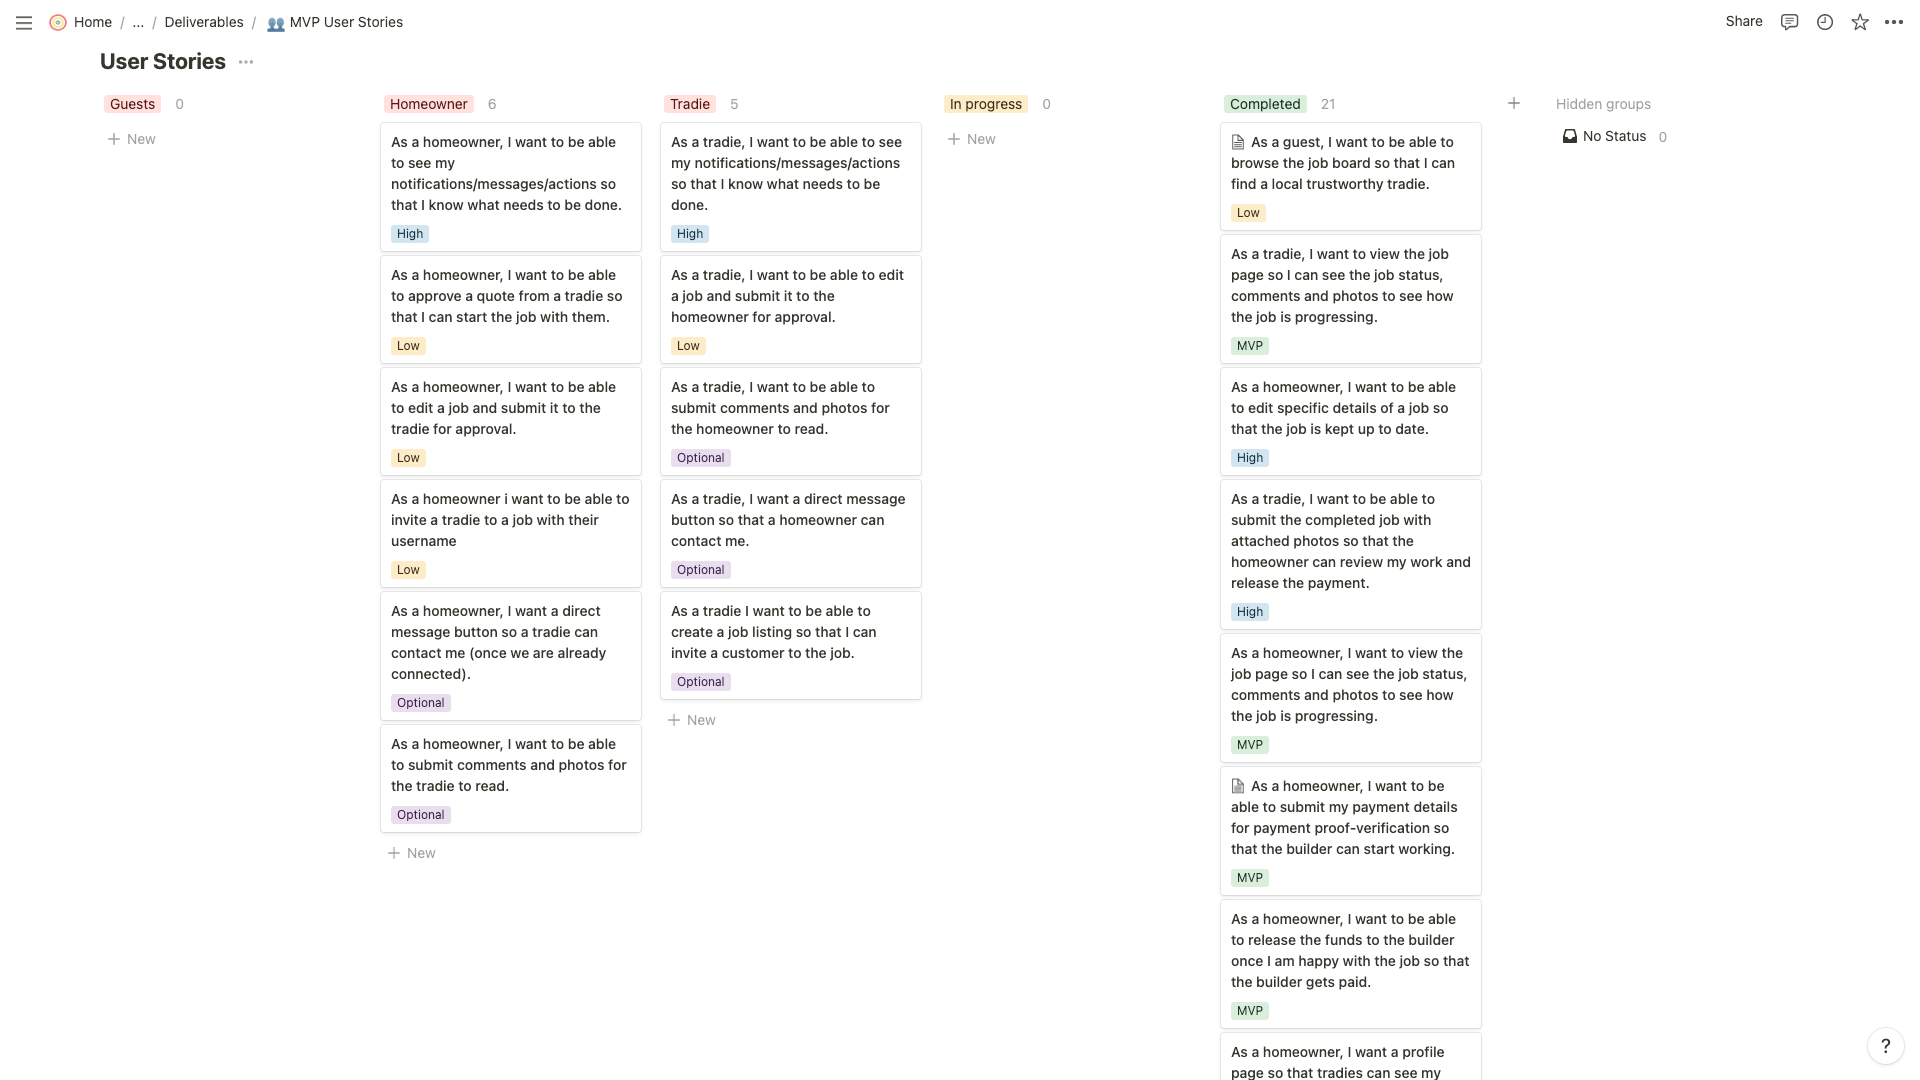 Home / ... / Deliverables / MVP User Stories
Share
User Stories
Guests 0
New
Homeowner 6
As a homeowner, I want to be able
to see my
notifications/messages/actions so
that I know what needs to be done.
High
As a homeowner, I want to be able
to approve a quote from a tradie so
that I can start the job with them.
Low
As a homeowner, I want to be able
to edit a job and submit it to the
tradie for approval.
Low
As a homeowner i want to be able to
invite a tradie to a job with their
username
Low
As a homeowner, I want a direct
message button so a tradie can
contact me (once we are already
connected).
Optional
As a homeowner, I want to be able
to submit comments and photos for
the tradie to read.
Optional
New
Tradie 5
As a tradie, I want to be able to see
my notifications/messages/actions
so that I know what needs to be
done.
High
As a tradie, I want to be able to edit
a job and submit it to the
homeowner for approval.
Low
As a tradie, I want to be able to
submit comments and photos for
the homeowner to read.
Optional
As a tradie, I want a direct message
button so that a homeowner can
contact me.
Optional
As a tradie I want to be able to
create a job listing so that I can
invite a customer to the job.
Optional
New
In progress 0
New
Completed 21
As a guest, I want to be able to
browse the job board so that I can
find a local trustworthy tradie.
Low
As a tradie, I want to view the job
page so I can see the job status,
comments and photos to see how
the job is progressing.
MVP
As a homeowner, I want to be able
to edit specific details of a job so
that the job is kept up to date.
High
As a tradie, I want to be able to
submit the completed job with
attached photos so that the
homeowner can review my work and
release the payment.
High
As a homeowner, I want to view the
job page so I can see the job status,
comments and photos to see how
the job is progressing.
MVP
As a homeowner, I want to be
able to submit my payment details
for payment proof-verification so
that the builder can start working.
MVP
As a homeowner, I want to be able
to release the funds to the builder
once I am happy with the job so that
the builder gets paid.
MVP
As a homeowner, I want a profile
page so that tradies can see my
Hidden groups
No Status 0
?